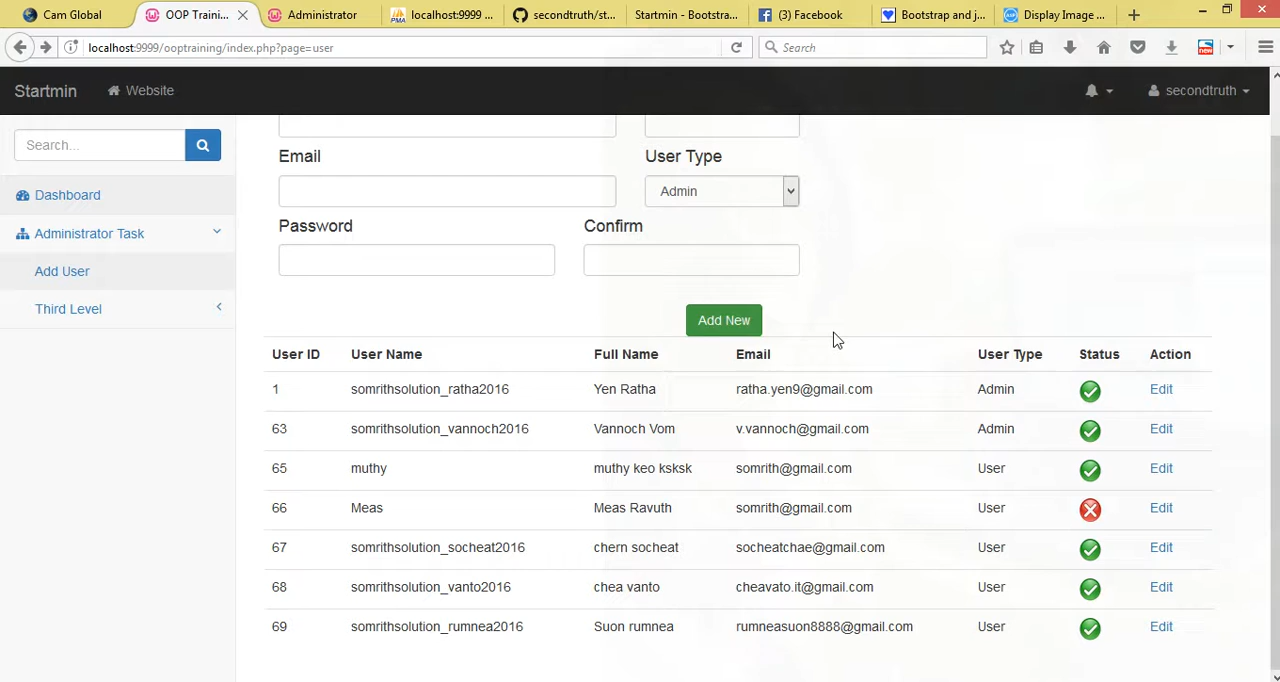 Cam Global
OOP Traini...
Administrator
localhost:9999 ...
secondtruth/st...
Startmin - Bootstra...
(3) Facebook
Bootstrap and j...
Display Image ...
localhost:9999/ooptraining/index.php?page=user
Search
Startmin
Website
secondtruth
Search...
Dashboard
Administrator Task
Add User
Third Level
Email
User Type
Admin
Password
Confirm
Add New
User ID User Name Full Name Email User Type Status Action
1 somrithsolution_ratha2016 Yen Ratha ratha.yen9@gmail.com Admin Edit
63 somrithsolution_vannoch2016 Vannoch Vom v.vannoch@gmail.com Admin Edit
65 muthy muthy keo ksksk somrith@gmail.com User Edit
66 Meas Meas Ravuth somrith@gmail.com User Edit
67 somrithsolution_socheat2016 chern socheat socheatchae@gmail.com User Edit
68 somrithsolution_vanto2016 chea vanto cheavato.it@gmail.com User Edit
69 somrithsolution_rumnea2016 Suon rumnea rumneasuon8888@gmail.com User Edit